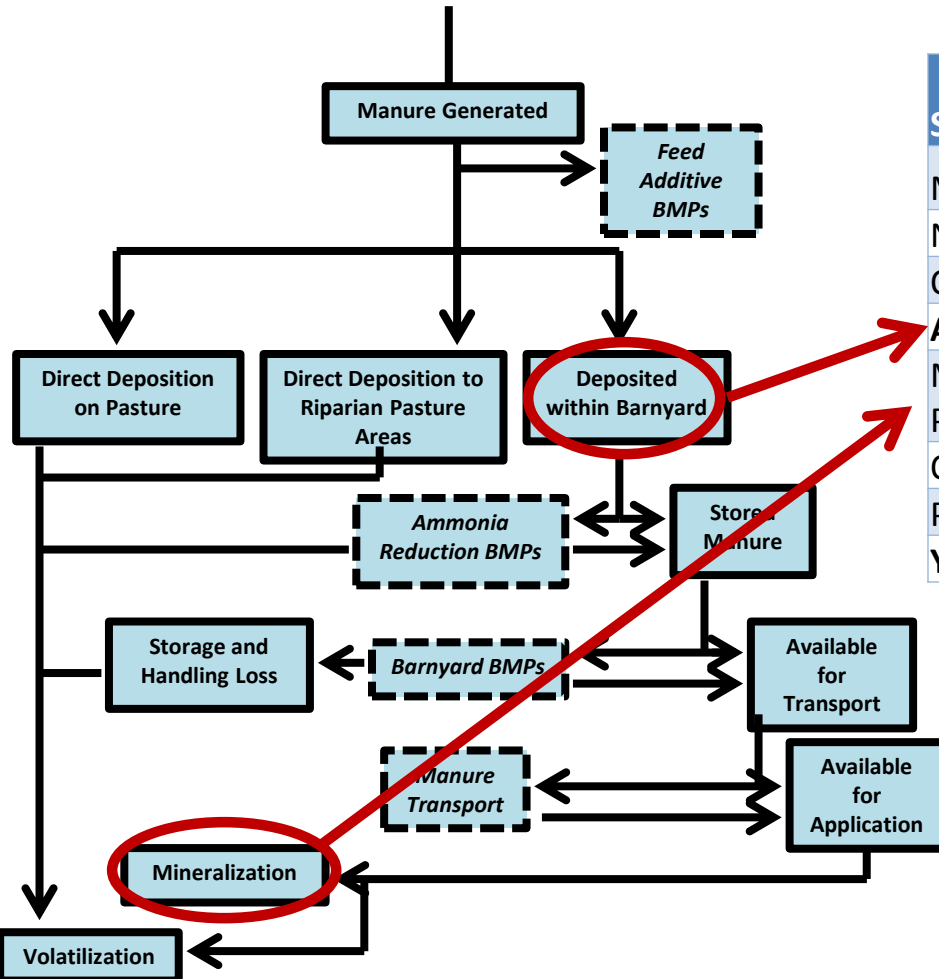 Manure Generated
Feed
Additive
BMPs
S
N
N
A
Direct Deposition
on Pasture
Direct Deposition to
Riparian Pasture
Areas
Deposited
within Barnyard
Y
Ammonia
Reduction BMPs
Stored
Manure
Storage and
Handling Loss
Barnyard BMPs
Available
for
Transport
Manure
Transport
Available
for
Application
Mineralization
Volatilization